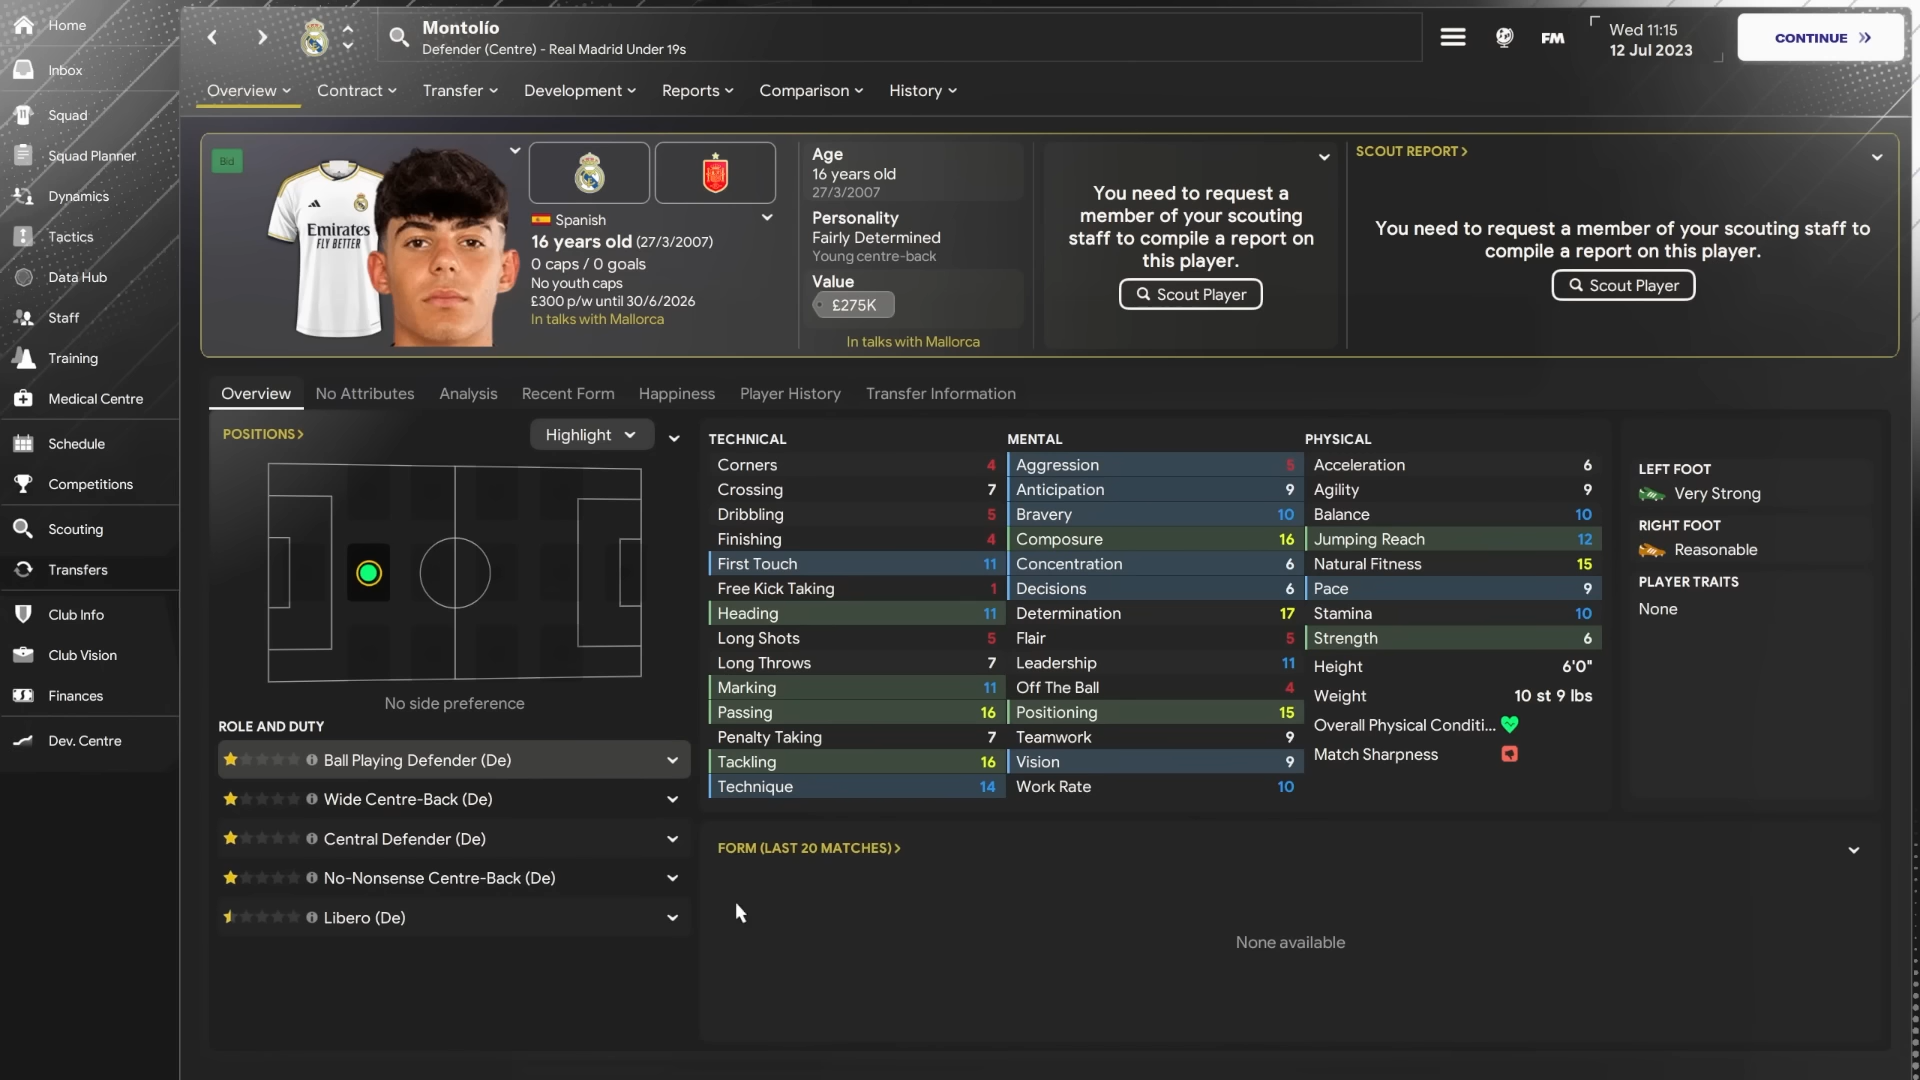 Home
Inbox
Squad
Squad Planner
Dynamics
Tactics
Data Hub
Staff
Training
Medical Centre
Schedule
Competitions
Scouting
Transfers
Club Info
Club Vision
Finances
Dev. Centre
Montolío
Defender (Centre) - Real Madrid Under 19s
FM
Wed 11:15
12 Jul 2023
CONTINUE
Overview
Contract
Transfer
Development
Reports
Comparison
History
Bid
Emirates
FLY BETTER
Spanish
16 years old (27/3/2007)
0 caps / 0 goals
No youth caps
£300 p/w until 30/6/2026
In talks with Mallorca
Age
16 years old
27/3/2007
Personality
Fairly Determined
Young centre-back
Value
£275K
In talks with Mallorca
You need to request a
member of your scouting
staff to compile a report on
this player.
Scout Player
SCOUT REPORT >
You need to request a member of your scouting staff to
compile a report on this player.
Scout Player
Overview
No Attributes
Analysis
Recent Form
Happiness
Player History
Transfer Information
POSITIONS >
Highlight
No side preference
ROLE AND DUTY
Ball Playing Defender (De)
Wide Centre-Back (De)
Central Defender (De)
No-Nonsense Centre-Back (De)
Libero (De)
TECHNICAL
Corners 4
Crossing 7
Dribbling 5
Finishing 4
First Touch 11
Free Kick Taking 1
Heading 11
Long Shots 5
Long Throws 7
Marking 11
Passing 16
Penalty Taking 7
Tackling 16
Technique 14
MENTAL
Aggression 5
Anticipation 9
Bravery 10
Composure 16
Concentration 6
Decisions 6
Determination 17
Flair 5
Leadership 11
Off The Ball 4
Positioning 15
Teamwork 9
Vision 9
Work Rate 10
PHYSICAL
Acceleration 6
Agility 9
Balance 10
Jumping Reach 12
Natural Fitness 15
Pace 9
Stamina 10
Strength 6
Height 6'0"
Weight 10 st 9 lbs
Overall Physical Conditi...
Match Sharpness
LEFT FOOT
Very Strong
RIGHT FOOT
Reasonable
PLAYER TRAITS
None
FORM (LAST 20 MATCHES) >
None available